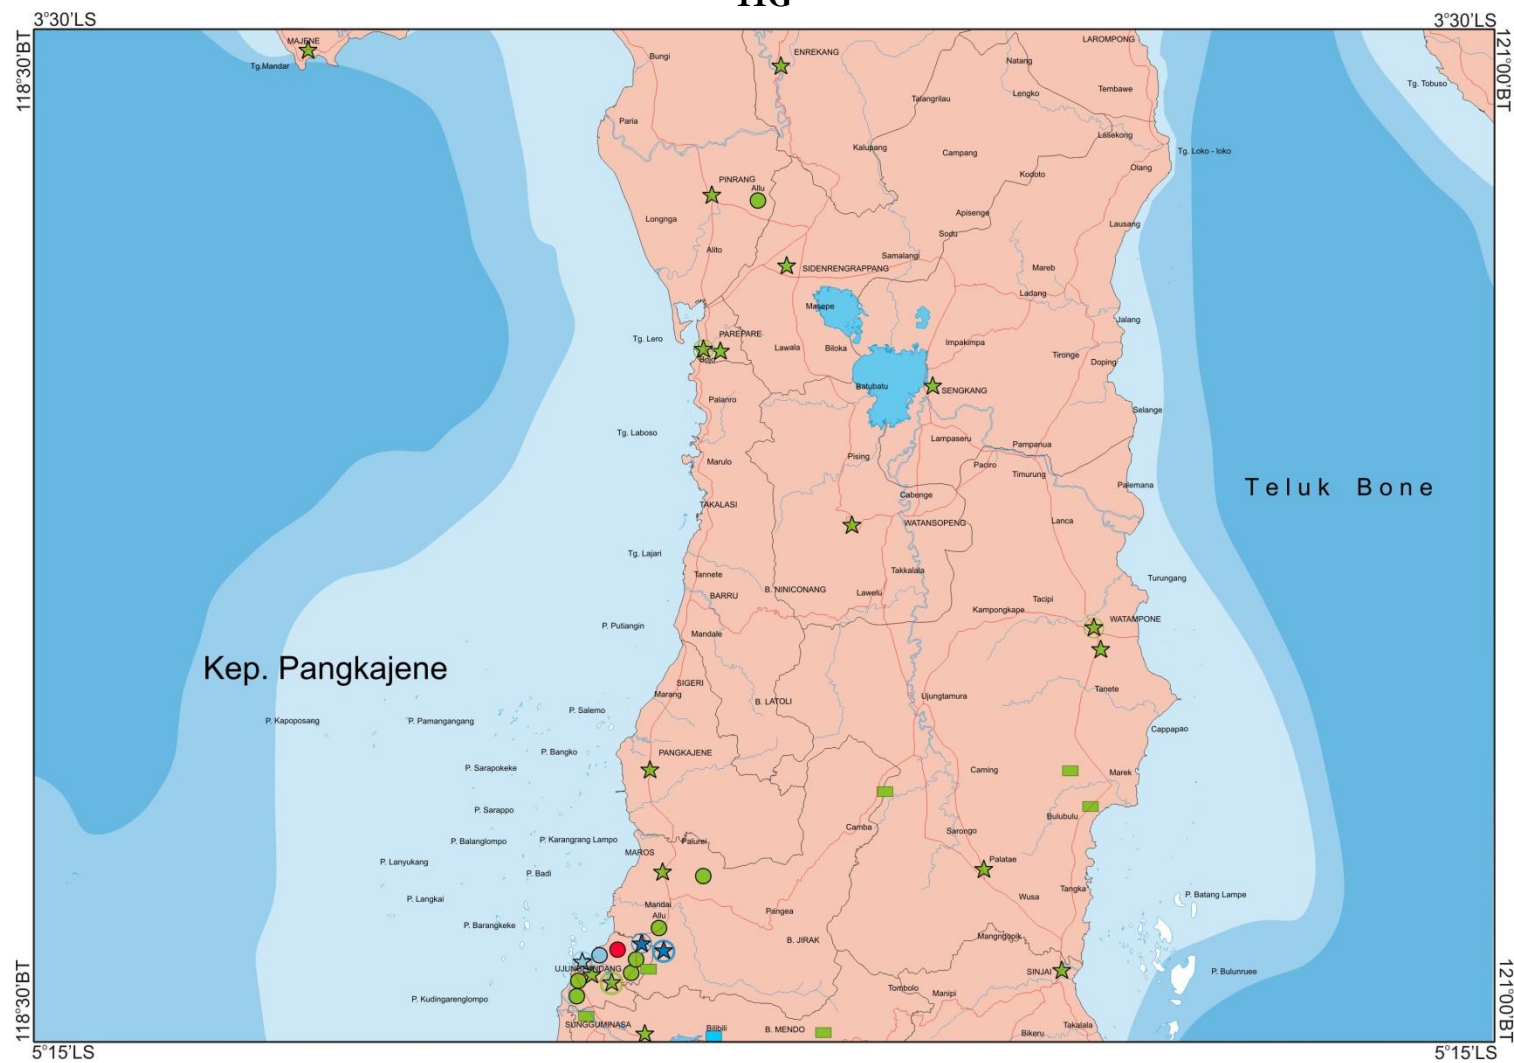 3°30'LS
3°30'LS
118°30'BT
121°00'BT
MAJENE
Tg.Mandar
Bungi
ENREKANG
LAROMPONG
Natang
Tg. Tobuso
Talangrilau
Lengko
Tembawe
Paria
Lasekong
Kalupang
Campang
Tg. Loko - loko
Olang
Kodoto
PINRANG
Allu
Longnga
Apisenge
Lausang
Sodu
Alito
Samalangi
SIDENRENGRAPPANG
Mareb
Ladang
Masepe
Jalang
Tg. Lero
PAREPARE
Bojo
Lawala
Biloka
Impakimpa
Tironge
Doping
Batubatu
SENGKANG
Palanro
Selange
Tg. Laboso
Lampaseru
Pampanua
Marulo
Pising
Paciro
Timurung
Palemana
Teluk Bone
Cabenge
TAKALASI
WATANSOPENG
Lanca
Tg. Lajari
Tannete
Takkalala
Turungang
BARRU
B. NINICONANG
Lawelu
Tacipi
Kampongkape
WATAMPONE
P. Putiangin
Mandale
Kep. Pangkajene
SIGERI
Marang
B. LATOLI
Ujungtamura
Tanete
P. Kapoposang
P. Pamangangang
P. Salemo
Cappapao
P. Bangko
PANGKAJENE
P. Sarapokeke
Caming
Marek
P. Sarappo
Bulubulu
Camba
Sarongo
P. Balanglompo
P. Karangrang Lampo
Palurei
MAROS
P. Lanyukang
Palatae
P. Badi
Tangka
P. Langkai
Wusa
P. Batang Lampe
Mandai
Allu
Pangea
P. Barangkeke
B. JIRAK
Mangngopik
UJUNGPANDANG
SINJAI
P. Bulunruee
P. Kudingarenglompo
Tombolo
Manipi
SUNGGUMINASA
Bilibili
B. MENDO
Bikeru
Takalala
118°30'BT
121°00'BT
5°15'LS
5°15'LS